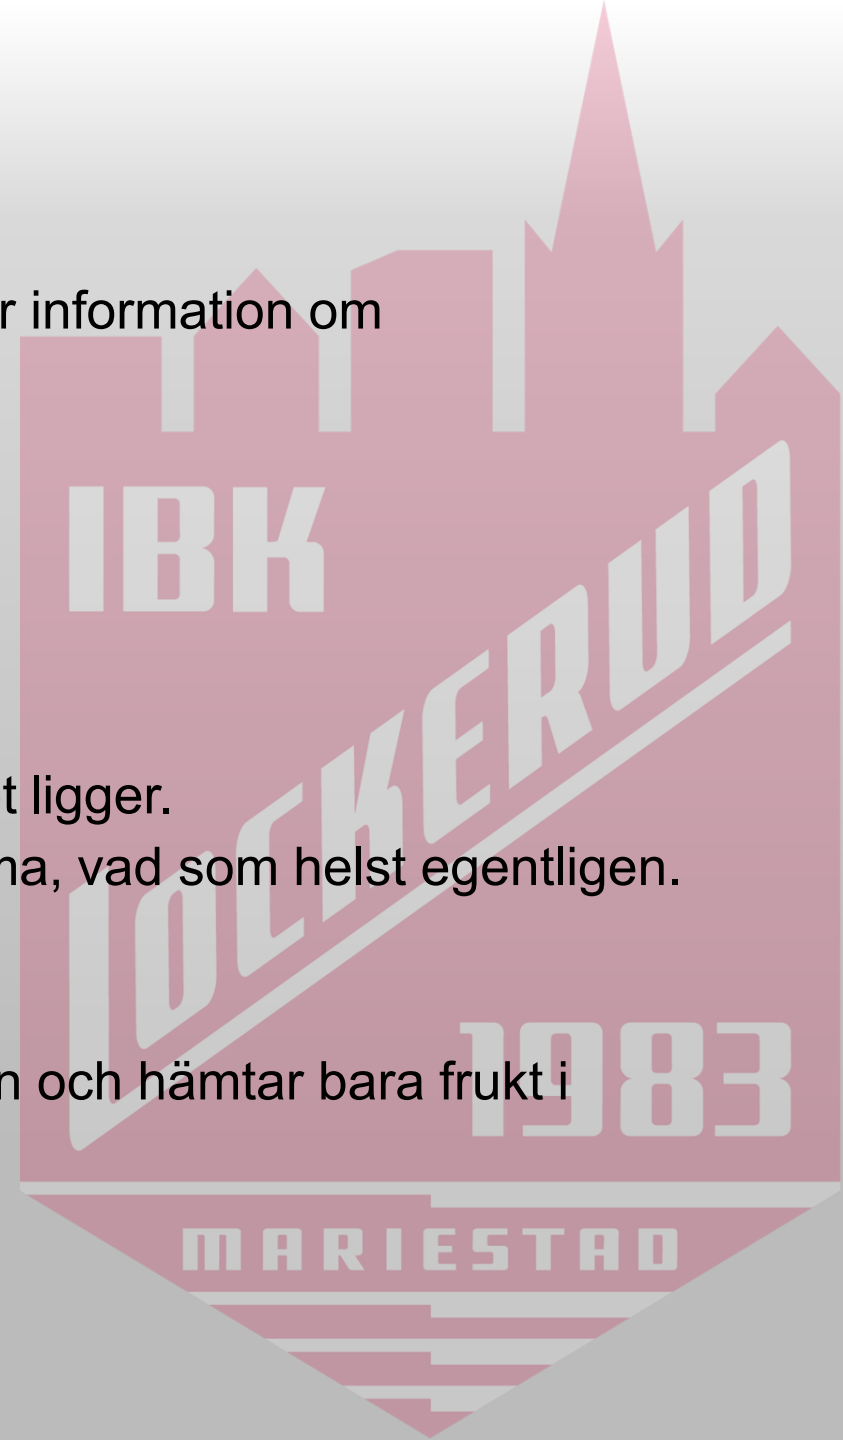 r information om
IBK
LOCKERUD
t ligger.
na, vad som helst egentligen.
1983
n och hämtar bara frukt i
MARIESTAD